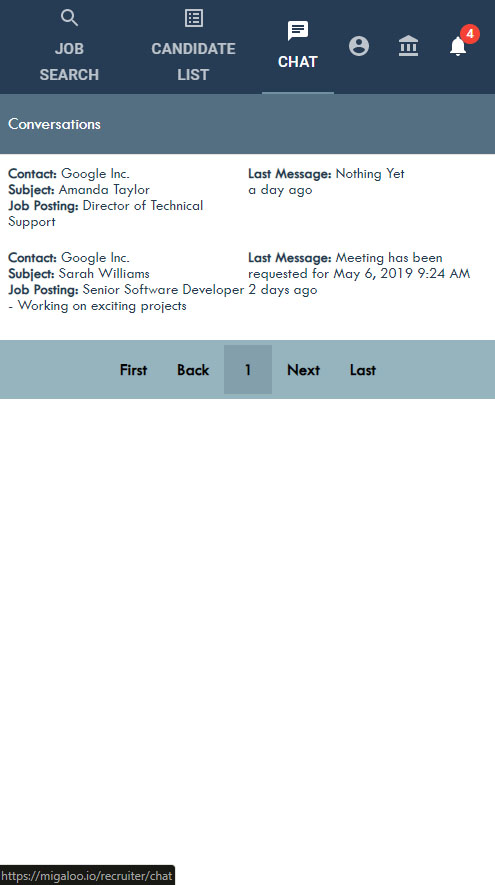 JOB
SEARCH
CANDIDATE
LIST
CHAT
4
Conversations
Contact: Google Inc.
Subject: Amanda Taylor
Job Posting: Director of Technical
Support
Last Message: Nothing Yet
a day ago
Contact: Google Inc.
Subject: Sarah Williams
Job Posting: Senior Software Developer
- Working on exciting projects
Last Message: Meeting has been
requested for May 6, 2019 9:24 AM
2 days ago
First Back 1 Next Last
https://migaloo.io/recruiter/chat